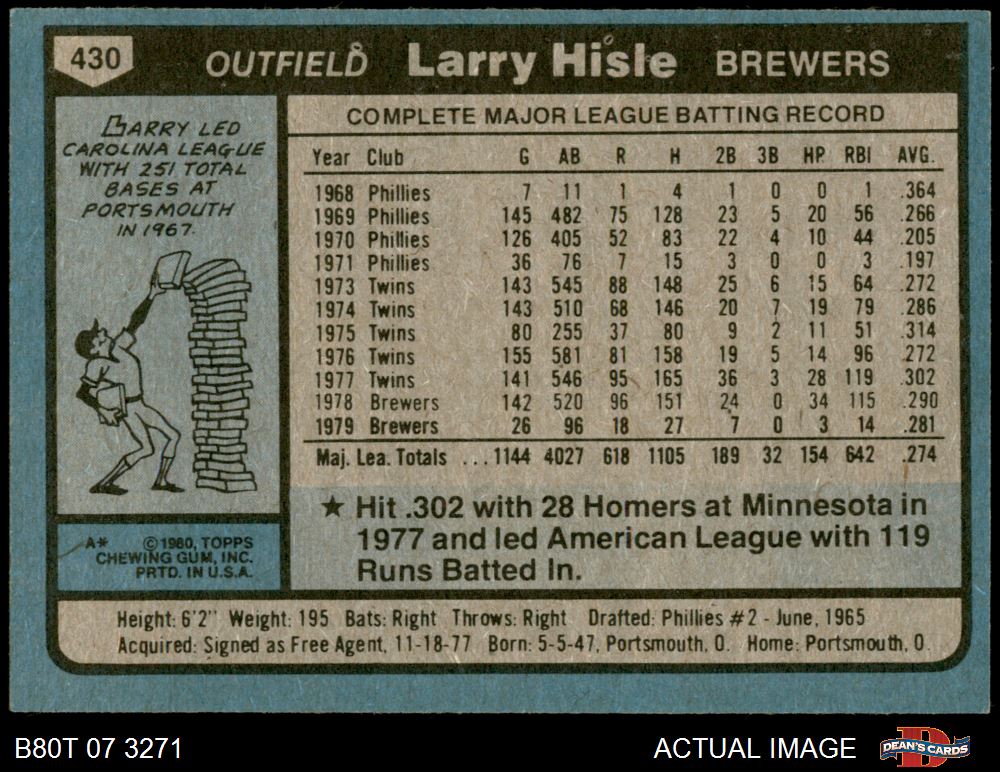 430 OUTFIELD Larry Hisle BREWERS
BARRY LED
CAROLINA LEAGUE
WITH 251 TOTAL
BASES AT
PORTSMOUTH
IN 1967.
COMPLETE MAJOR LEAGUE BATTING RECORD
Year Club G AB R H 2B 3B HR RBI AVG.
1968 Phillies 7 11 1 4 1 0 0 1 .364
1969 Phillies 145 482 75 128 23 5 20 56 .266
1970 Phillies 126 405 52 83 22 4 10 44 .205
1971 Phillies 36 76 7 15 3 0 0 3 .197
1973 Twins 143 545 88 148 25 6 15 64 .272
1974 Twins 143 510 68 146 20 7 19 79 .286
1975 Twins 80 255 37 80 9 2 11 51 .314
1976 Twins 155 581 81 158 19 5 14 96 .272
1977 Twins 141 546 95 165 36 3 28 119 .302
1978 Brewers 142 520 96 151 24 0 34 115 .290
1979 Brewers 26 96 18 27 7 0 3 14 .281
Maj. Lea. Totals ... 1144 4027 618 1105 189 32 154 642 .274
★ Hit .302 with 28 Homers at Minnesota in
1977 and led American League with 119
Runs Batted In.
A* ©1980, TOPPS
CHEWING GUM, INC.
PRTD. IN U.S.A.
Height: 6'2" Weight: 195 Bats: Right Throws: Right Drafted: Phillies #2 - June, 1965
Acquired: Signed as Free Agent, 11-18-77 Born: 5-5-47, Portsmouth, O. Home: Portsmouth, O.
B80T 07 3271 ACTUAL IMAGE DEAN'S CARDS